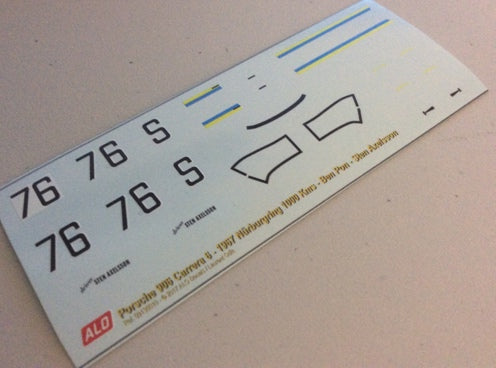 76 76 S
76 76 S
STEN AXELSSON
STEN AXELSSON
Porsche 906 Carrera 6 - 1967 Nürburgring 1000 Kms - Ben Pon - Sten Axelsson
ALO